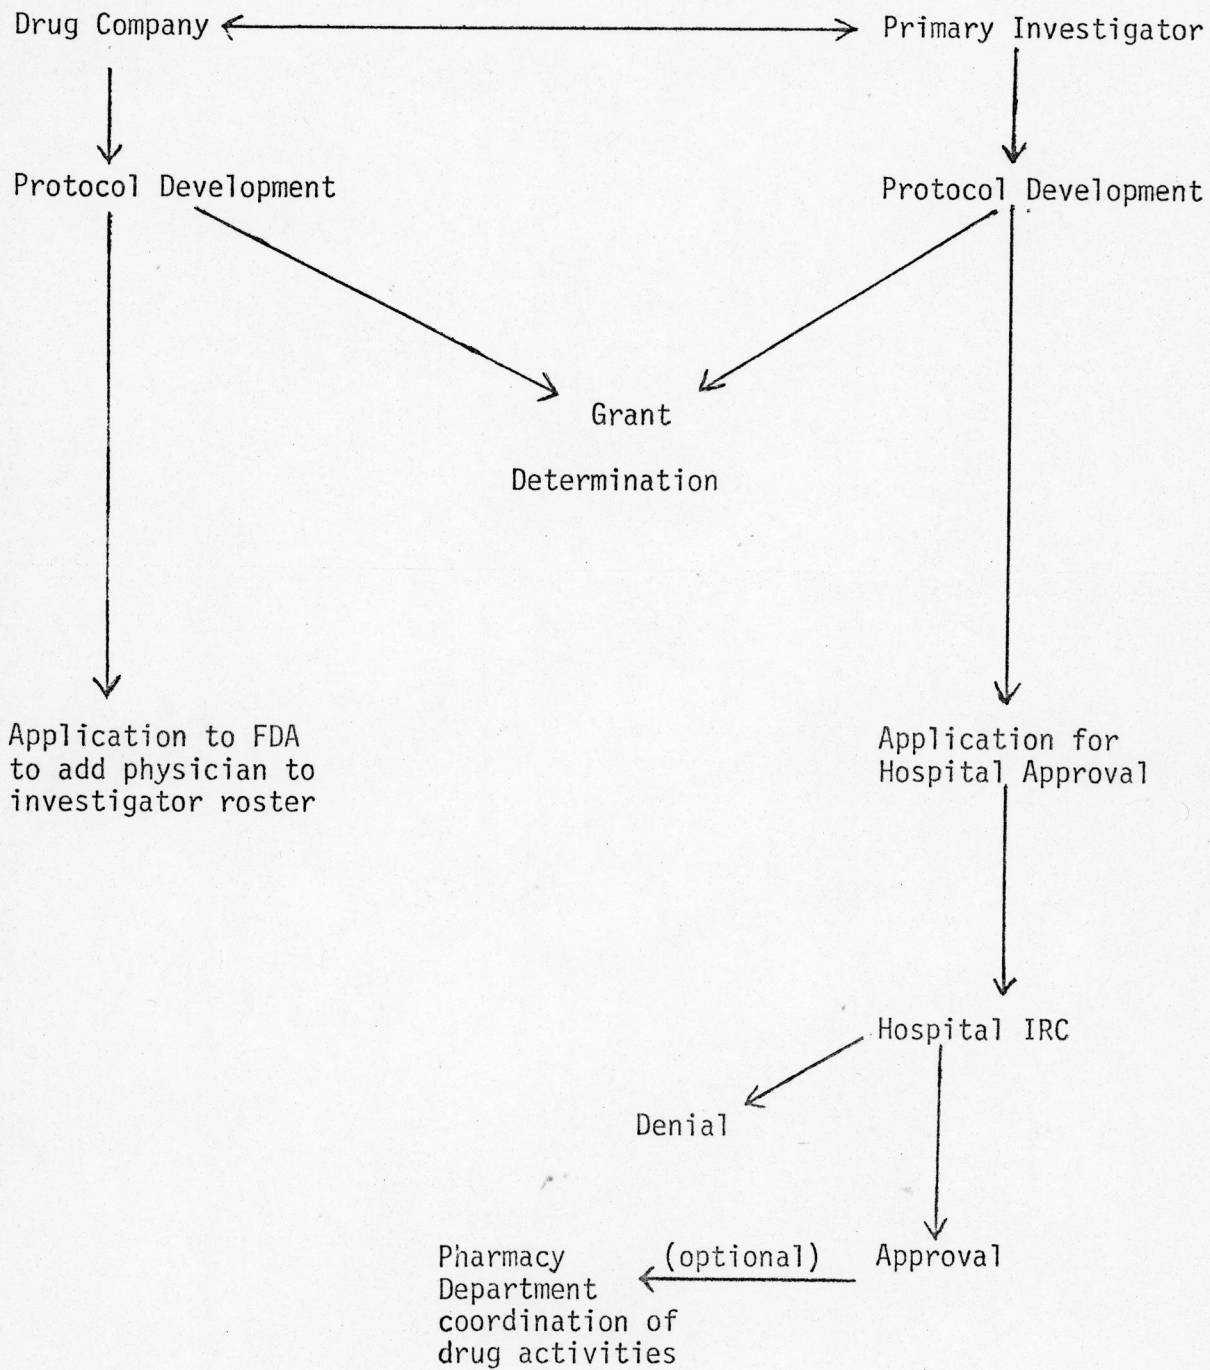 Drug Company
Primary Investigator
Protocol Development
Protocol Development
Grant
Determination
Application to FDA
to add physician to
investigator roster
Application for
Hospital Approval
Hospital IRC
Denial
Approval
(optional)
Pharmacy
Department
coordination of
drug activities